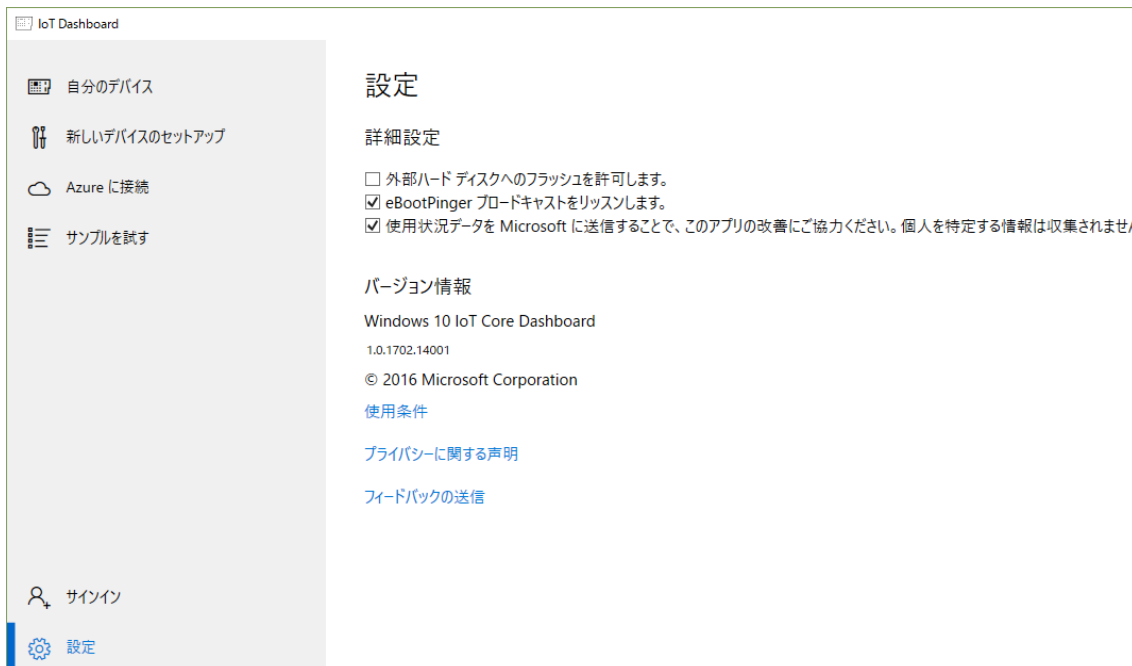 IoT Dashboard
自分のデバイス
新しいデバイスのセットアップ
Azure に接続
サンプルを試す
サインイン
設定
設定
詳細設定
外部ハード ディスクへのフラッシュを許可します。
eBootPinger ブロードキャストをリッスンします。
使用状況データを Microsoft に送信することで、このアプリの改善にご協力ください。個人を特定する情報は収集されませ
バージョン情報
Windows 10 IoT Core Dashboard
1.0.1702.14001
© 2016 Microsoft Corporation
使用条件
プライバシーに関する声明
フィードバックの送信